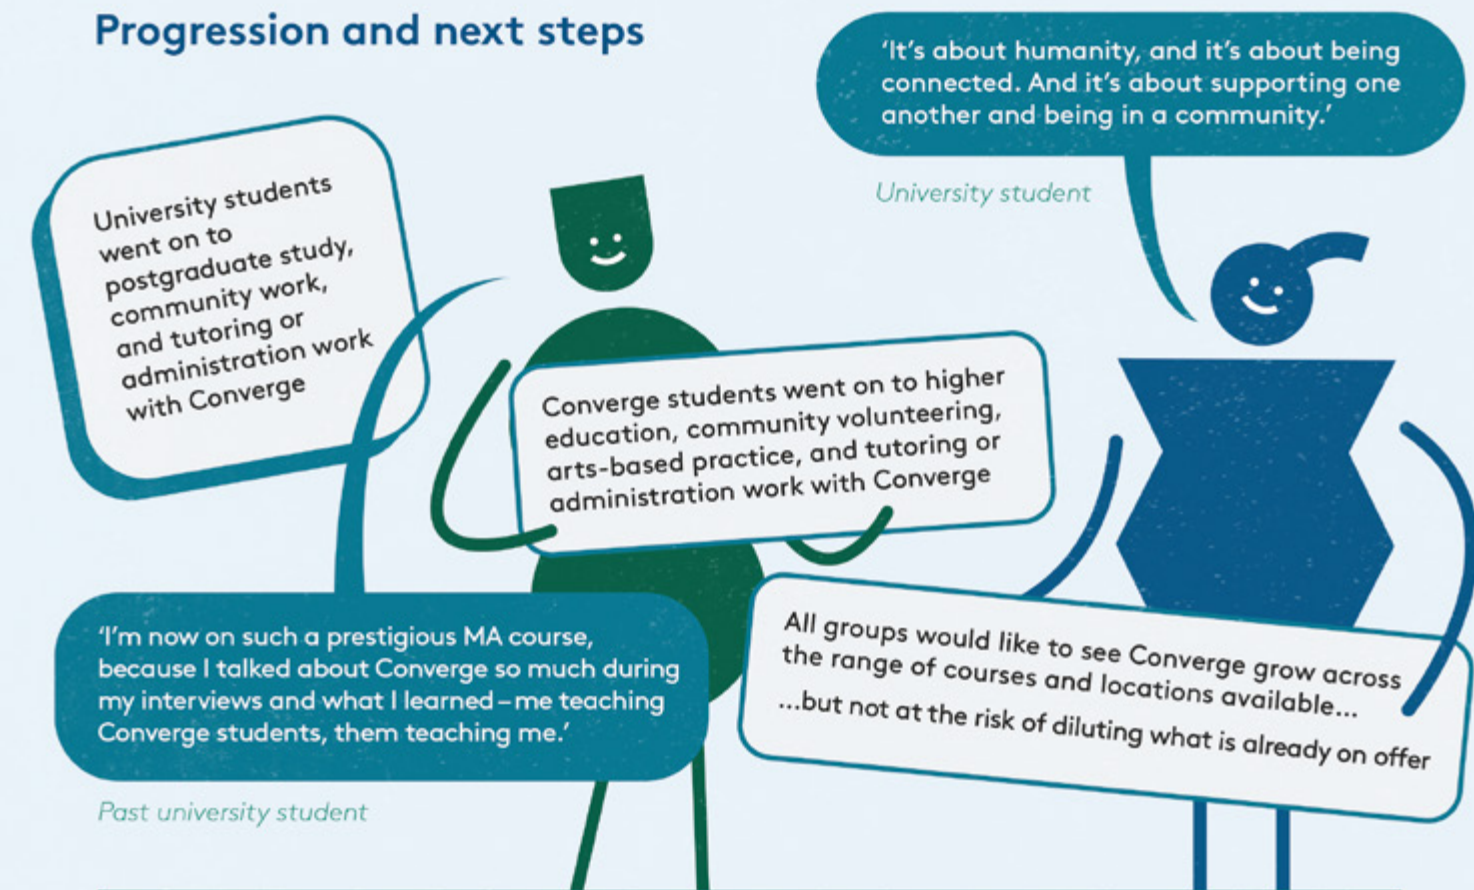 Progression and next steps
‘It’s about humanity, and it’s about being
connected. And it’s about supporting one
another and being in a community.’
University student
University students
went on to
postgraduate study,
community work,
and tutoring or
administration work
with Converge
Converge students went on to higher
education, community volunteering,
arts-based practice, and tutoring or
administration work with Converge
‘I’m now on such a prestigious MA course,
because I talked about Converge so much during
my interviews and what I learned – me teaching
Converge students, them teaching me.’
Past university student
All groups would like to see Converge grow across
the range of courses and locations available...
...but not at the risk of diluting what is already on offer